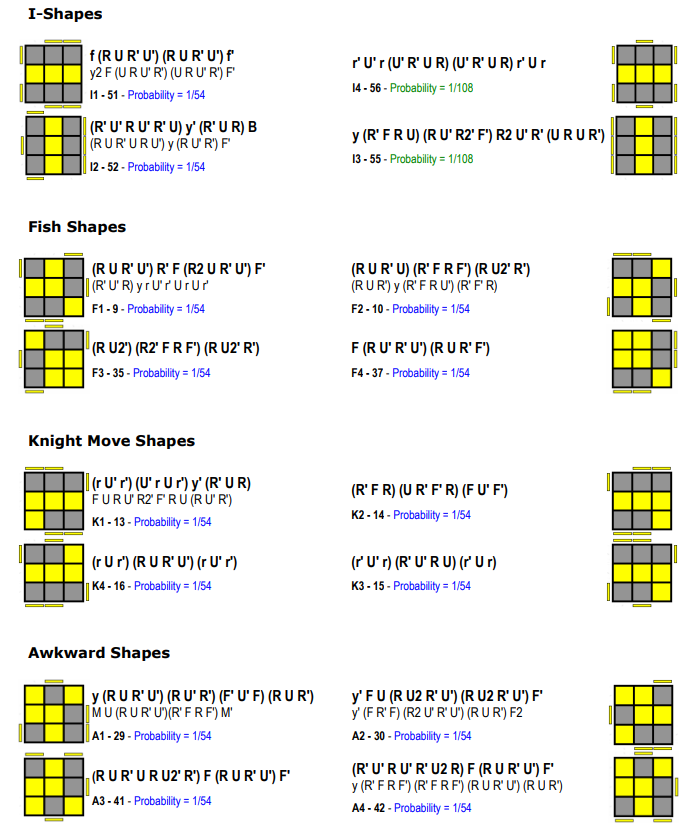 I-Shapes
f (R U R' U') (R U R' U') f'
y2 F (U R U' R') (U R U' R') F'
I1 - 51 - Probability = 1/54
r' U' r (U' R' U R) (U' R' U R) r' U r
I4 - 56 - Probability = 1/108
(R' U' R U' R' U) y' (R' U R) B
(R U R' U R U') y (R U' R') F'
I2 - 52 - Probability = 1/54
y (R' F R U) (R U' R2' F') R2 U' R' (U R U R')
I3 - 55 - Probability = 1/108
Fish Shapes
(R U R' U') R' F (R2 U R' U') F'
(R' U' R) y r U' r' U r U r'
F1 - 9 - Probability = 1/54
(R U R' U) (R' F R F') (R U2' R')
(R U R') y (R' F R U') (R' F' R)
F2 - 10 - Probability = 1/54
(R U2') (R2' F R F') (R U2' R')
F3 - 35 - Probability = 1/54
F (R U' R' U') (R U R' F')
F4 - 37 - Probability = 1/54
Knight Move Shapes
(r U' r') (U' r U r') y' (R' U R)
F U R U' R2' F' R U (R U' R')
K1 - 13 - Probability = 1/54
(R' F R) (U R' F' R) (F U' F')
K2 - 14 - Probability = 1/54
(r U r') (R U R' U') (r U' r')
K4 - 16 - Probability = 1/54
(r' U' r) (R' U' R U) (r' U r)
K3 - 15 - Probability = 1/54
Awkward Shapes
y (R U R' U') (R U' R') (F' U' F) (R U R')
M U (R U R' U')(R' F R F') M'
A1 - 29 - Probability = 1/54
y' F U (R U2 R' U') (R U2 R' U') F'
y' (F R' F) (R2 U' R' U') (R U R') F2
A2 - 30 - Probability = 1/54
(R U R' U R U2' R') F (R U R' U') F'
A3 - 41 - Probability = 1/54
(R' U' R U' R' U2 R) F (R U R' U') F'
y (R' F R F') (R' F R F') (R U R' U') (R U R')
A4 - 42 - Probability = 1/54